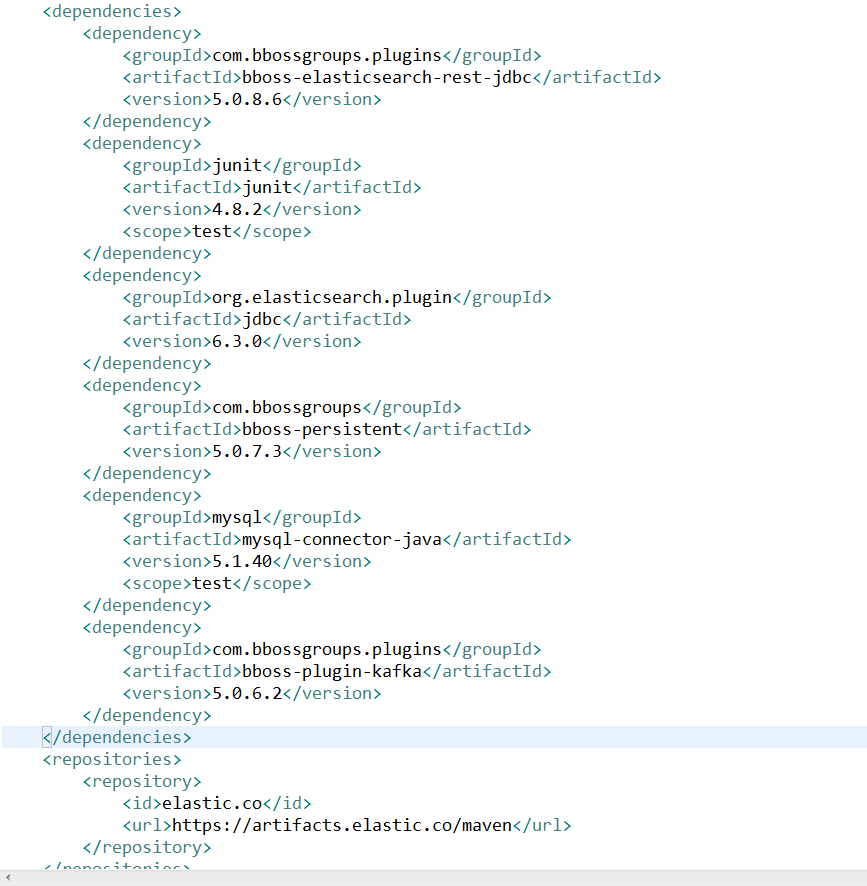 <dependencies>
<dependency>
<groupId>com.bbossgroups.plugins</groupId>
<artifactId>bboss-elasticsearch-rest-jdbc</artifactId>
<version>5.0.8.6</version>
</dependency>
<dependency>
<groupId>junit</groupId>
<artifactId>junit</artifactId>
<version>4.8.2</version>
<scope>test</scope>
</dependency>
<dependency>
<groupId>org.elasticsearch.plugin</groupId>
<artifactId>jdbc</artifactId>
<version>6.3.0</version>
</dependency>
<dependency>
<groupId>com.bbossgroups</groupId>
<artifactId>bboss-persistent</artifactId>
<version>5.0.7.3</version>
</dependency>
<dependency>
<groupId>mysql</groupId>
<artifactId>mysql-connector-java</artifactId>
<version>5.1.40</version>
<scope>test</scope>
</dependency>
<dependency>
<groupId>com.bbossgroups.plugins</groupId>
<artifactId>bboss-plugin-kafka</artifactId>
<version>5.0.6.2</version>
</dependency>
</dependencies>
<repositories>
<repository>
<id>elastic.co</id>
<url>https://artifacts.elastic.co/maven</url>
</repository>
</repositories>